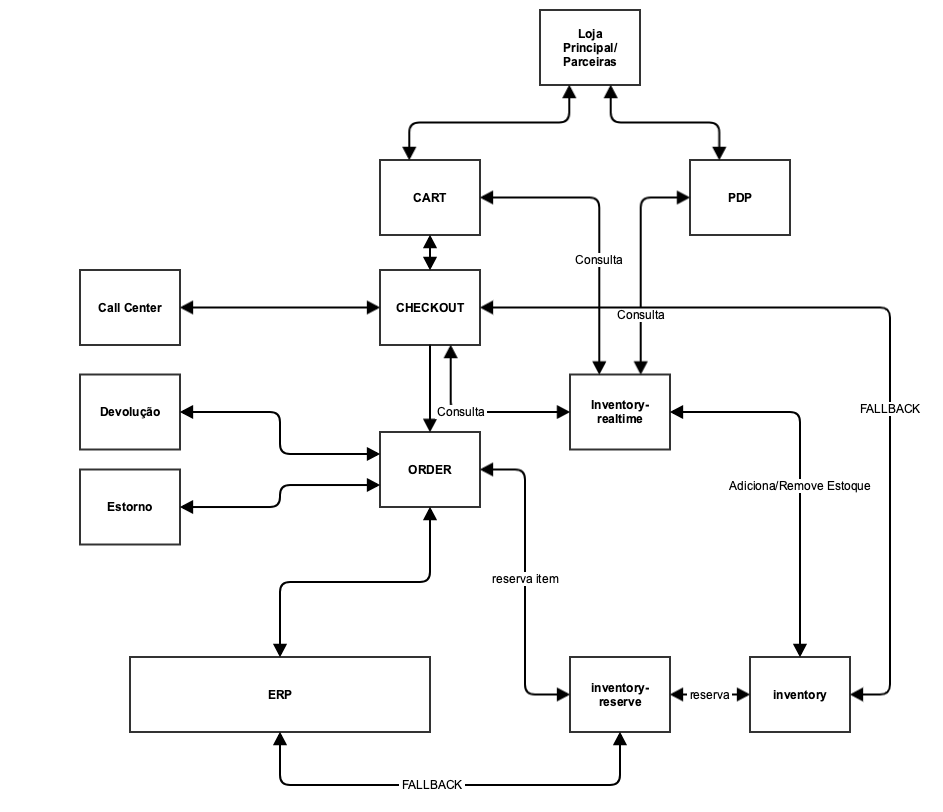 Loja
Principal/
Parceiras
CART
PDP
Consulta
Call Center
CHECKOUT
Consulta
Devolução
Consulta
Inventory-
realtime
FALLBACK
ORDER
Adiciona/Remove Estoque
Estorno
reserva item
ERP
inventory-
reserve
reserva
inventory
FALLBACK